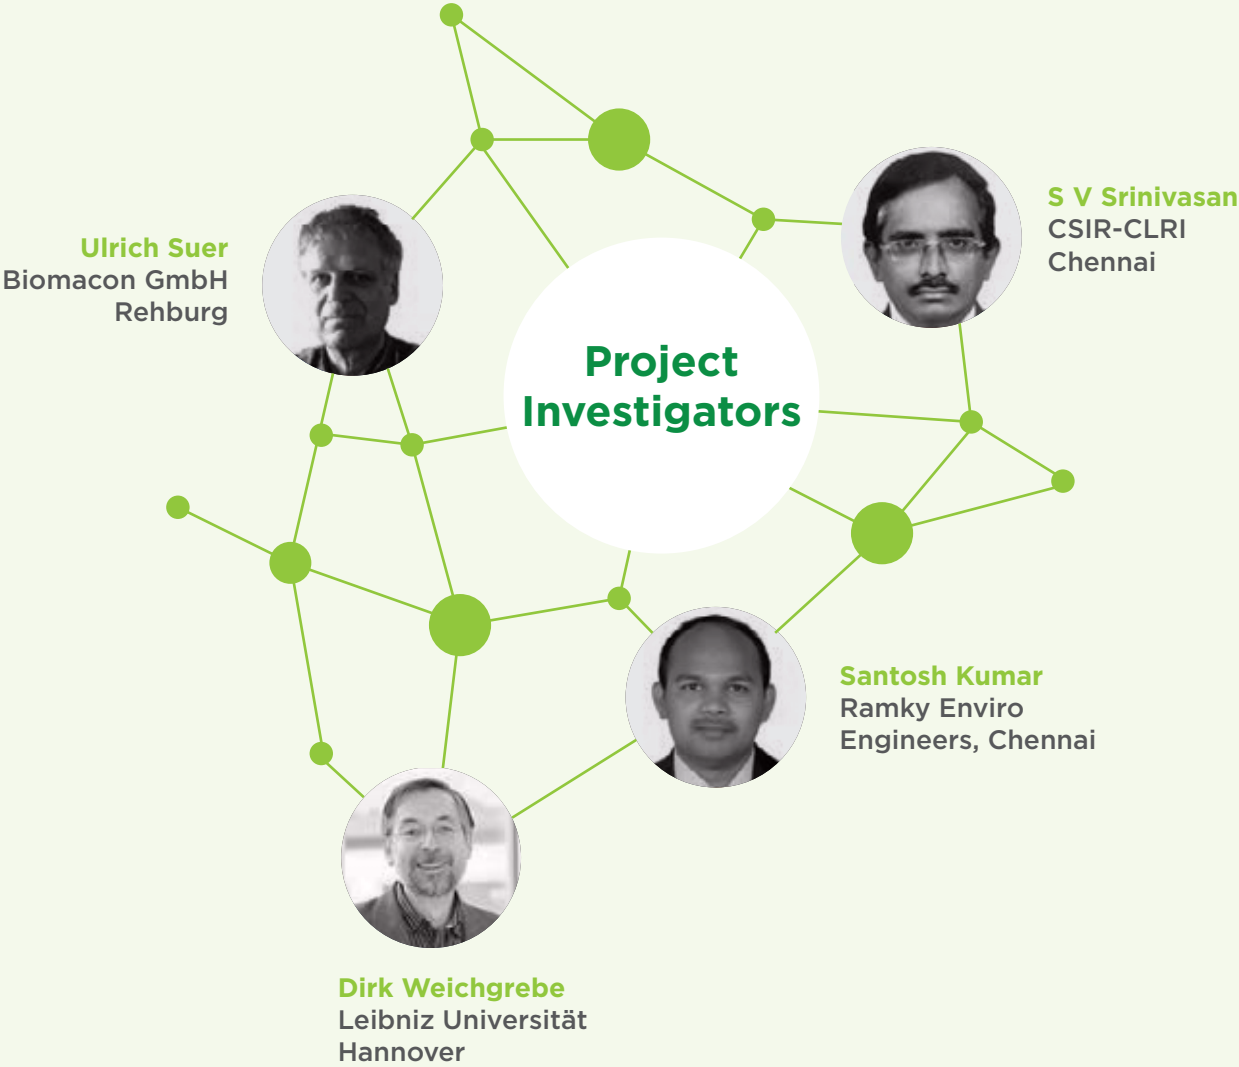 S V Srinivasan
CSIR-CLRI
Chennai
Ulrich Suer
Biomacon GmbH
Rehburg
Project
Investigators
Santosh Kumar
Ramky Enviro
Engineers, Chennai
Dirk Weichgrebe
Leibniz Universität
Hannover